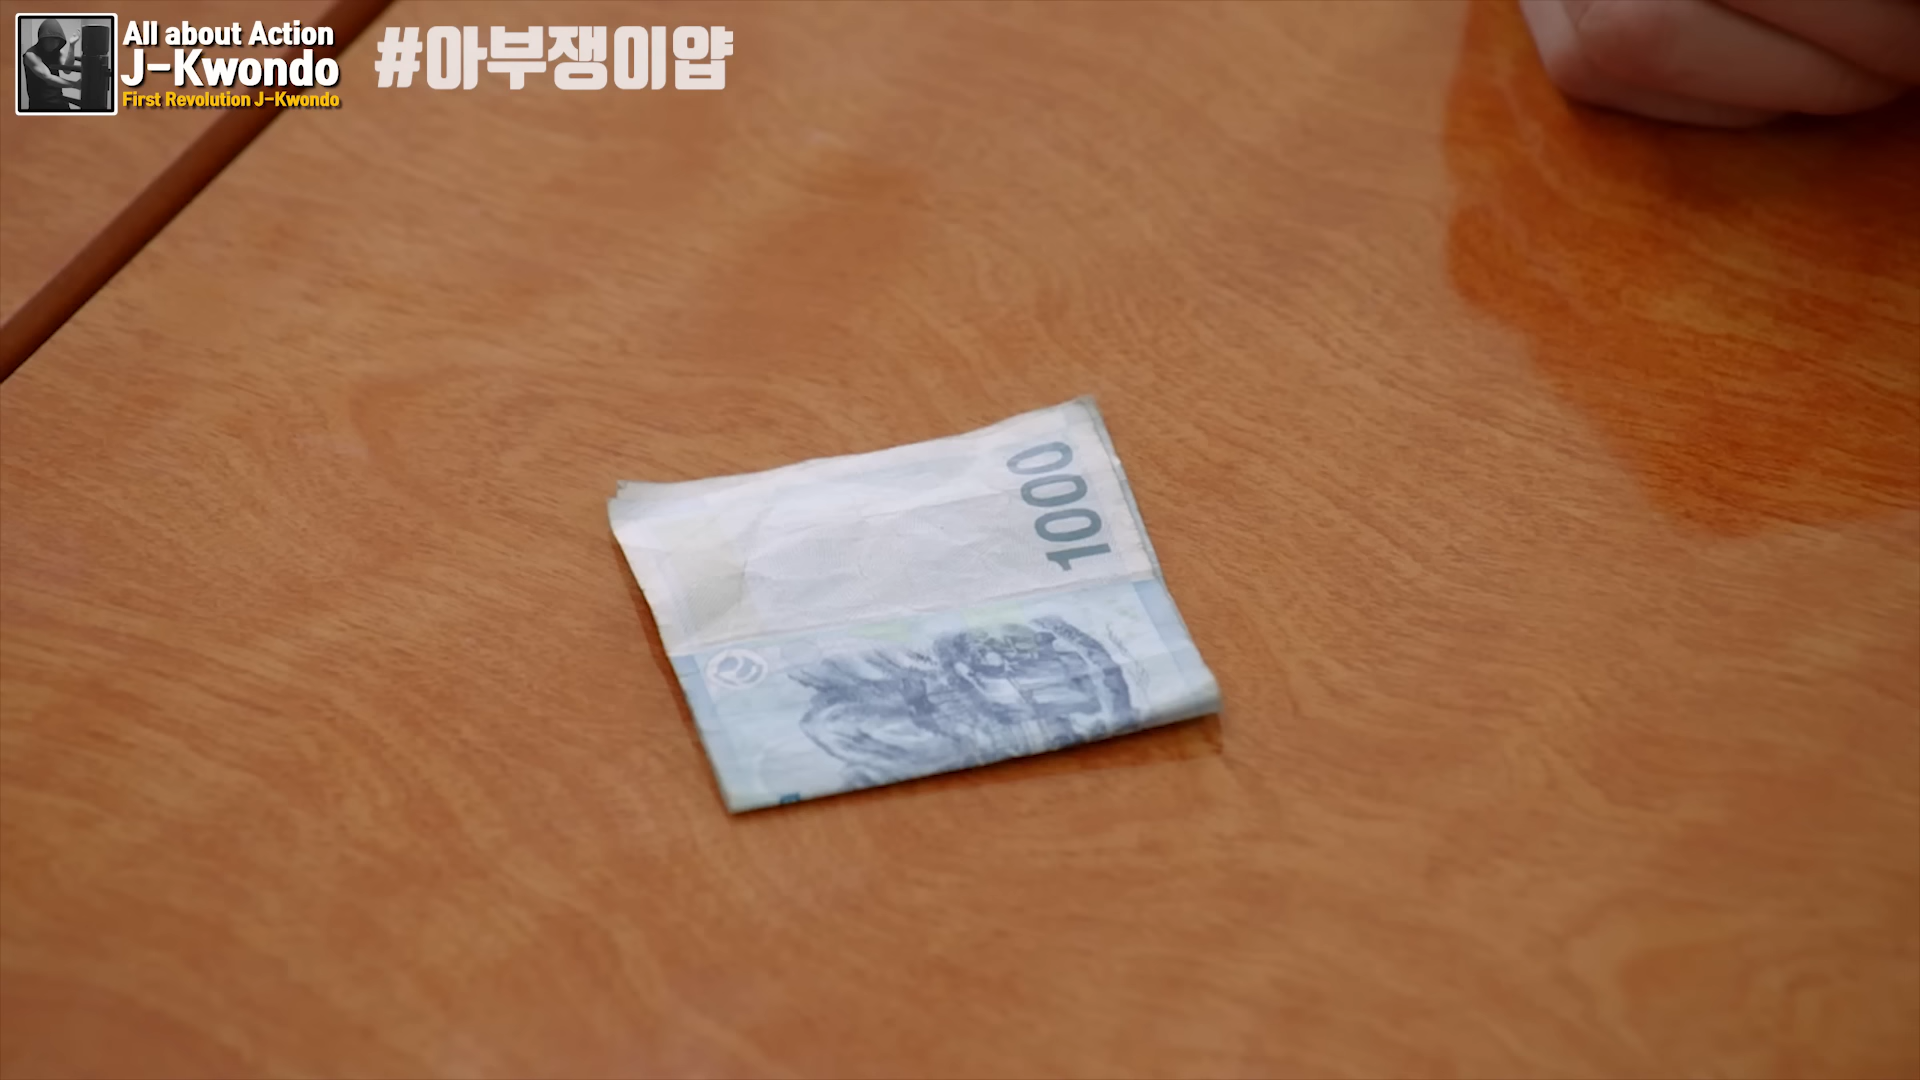 All about Action
J-Kwondo
First Revolution J-Kwondo
#아부쟁이얍
1000